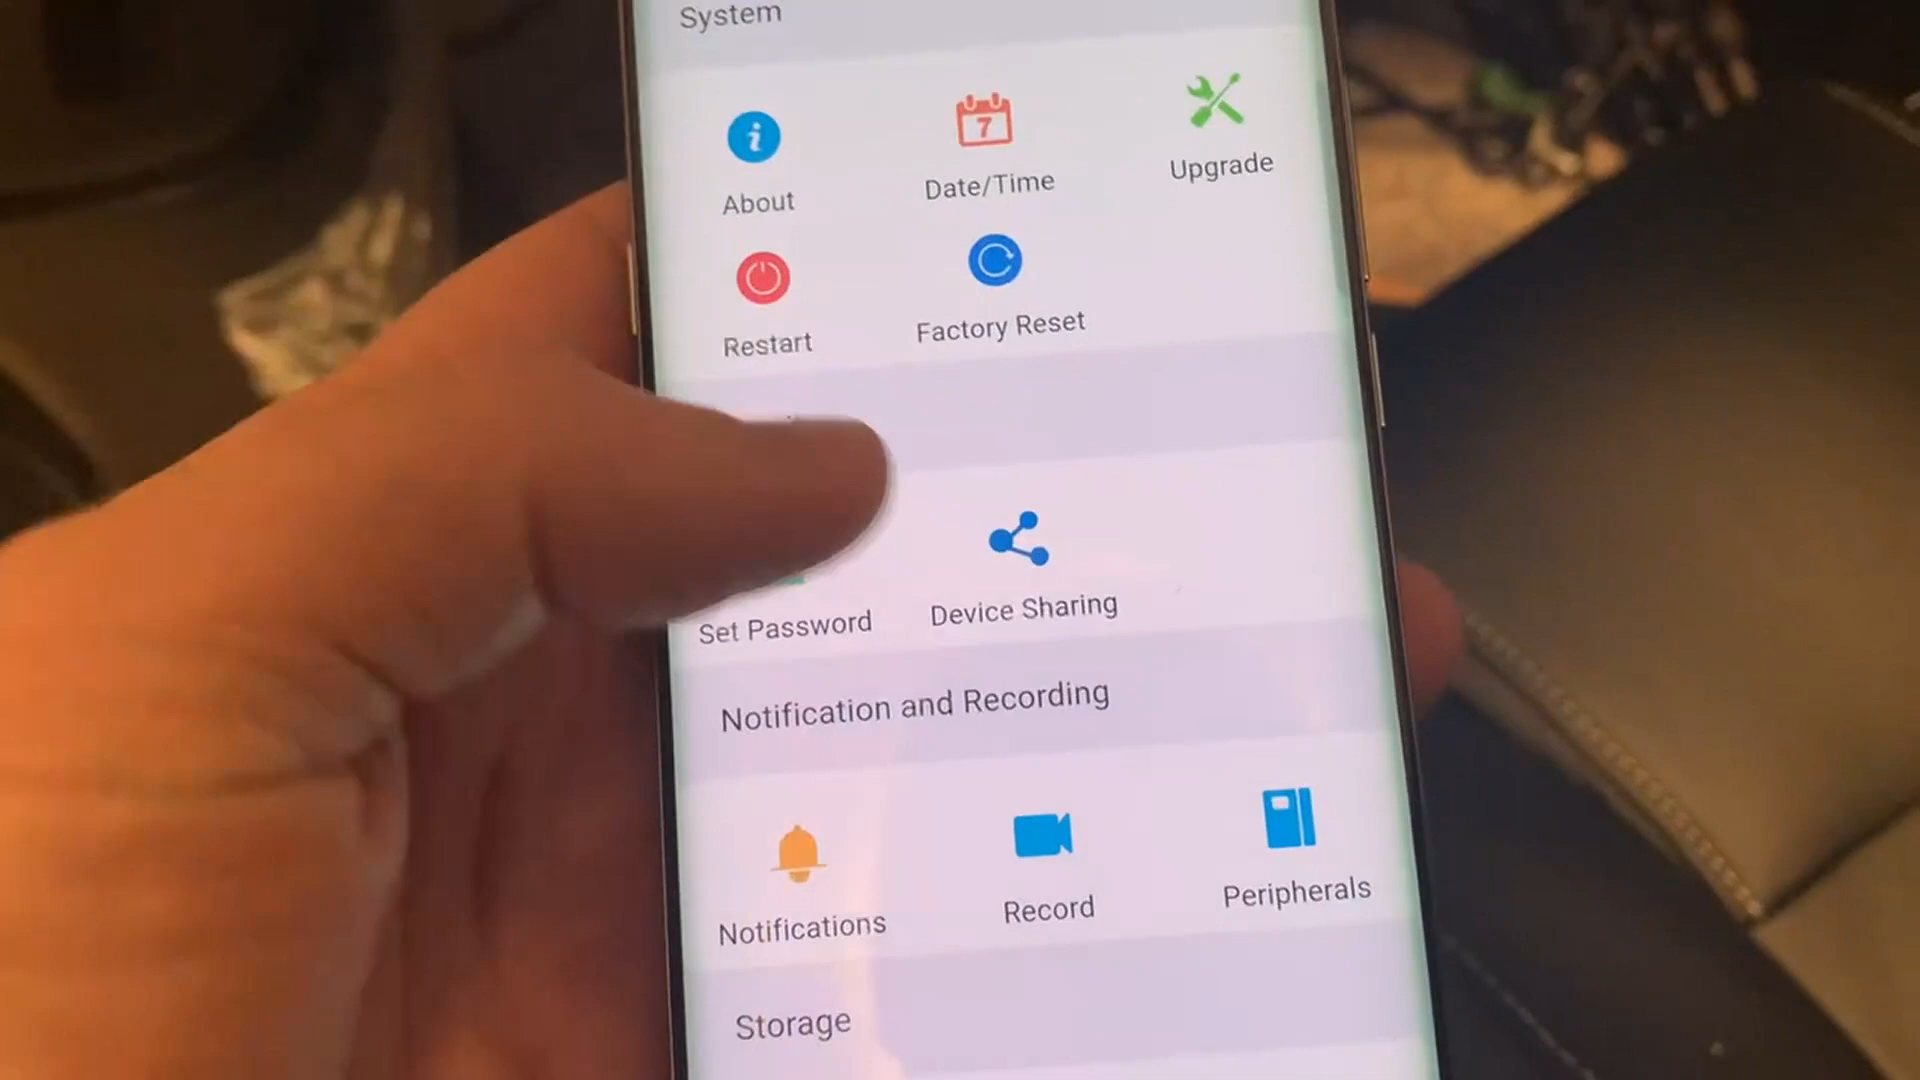 System
About
Date/Time
7
Upgrade
Restart
Factory Reset
Set Password
Device Sharing
Notification and Recording
Notifications
Record
Peripherals
Storage